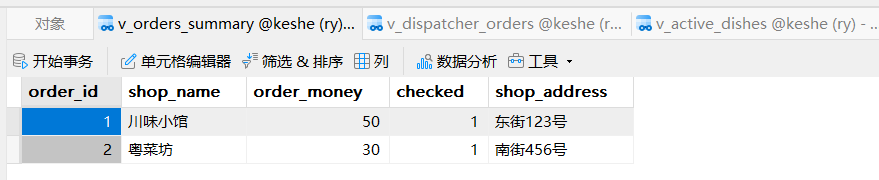 对象 v_orders_summary @keshe (ry)... v_dispatcher_orders @keshe (r... v_active_dishes @keshe (ry) - ...
开始事务 单元格编辑器 筛选 & 排序 列 数据分析 工具
order_id shop_name order_money checked shop_address
1 川味小馆 50 1 东街123号
2 粤菜坊 30 1 南街456号